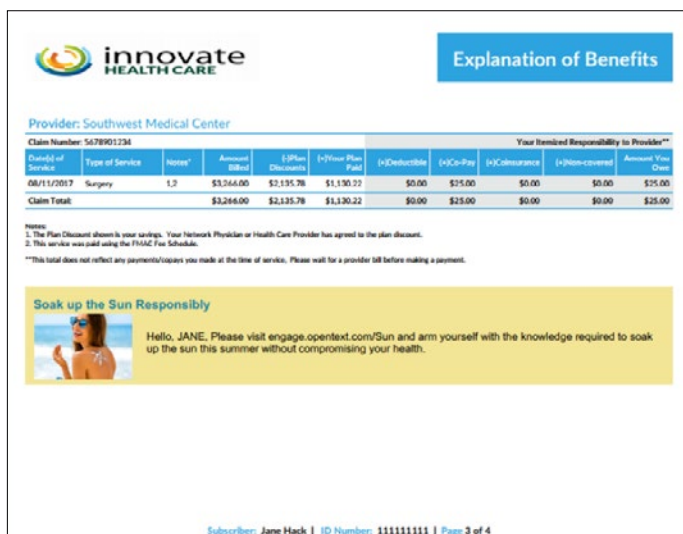 innovate
HEALTHCARE
Explanation of Benefits
Provider: Southwest Medical Center
Claim Number: 5678901234 Your Itemized Responsibility to Provider**
Date(s) of Service Type of Service Notes* Amount Billed (-)Plan Discounts (+)Your Plan Paid (+)Deductible (+)Co-Pay (+)Coinsurance (+)Non-covered Amount You Owe
08/11/2017 Surgery 1,2 $3,266.00 $2,135.78 $1,130.22 $0.00 $25.00 $0.00 $0.00 $25.00
Claim Total: $3,266.00 $2,135.78 $1,130.22 $0.00 $25.00 $0.00 $0.00 $25.00
Notes:
1. The Plan Discount shown is your savings. Your Network Physician or Health Care Provider has agreed to the plan discount.
2. This service was paid using the FMAC Fee Schedule.
**This total does not reflect any payments/copays you made at the time of service, Please wait for a provider bill before making a payment.
Soak up the Sun Responsibly
Hello, JANE, Please visit engage.opentext.com/Sun and arm yourself with the knowledge required to soak
up the sun this summer without compromising your health.
Subscriber: Jane Hack | ID Number: 111111111 | Page 3 of 4